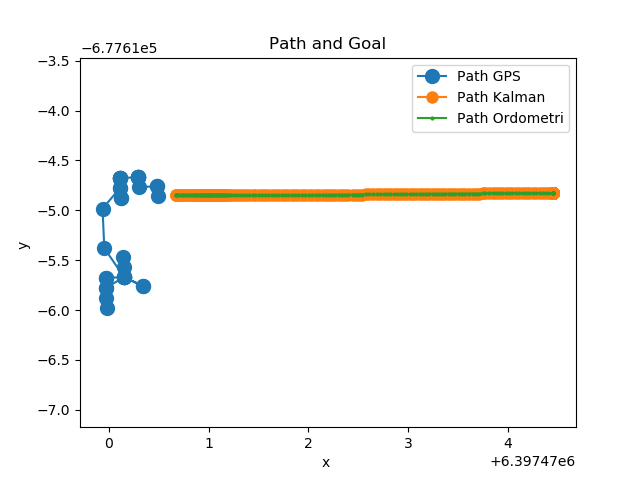 Path and Goal
−6.7761e5
Path GPS
Path Kalman
Path Ordometri
−3.5
−4.0
−4.5
−5.0
−5.5
−6.0
−6.5
−7.0
y
0 1 2 3 4
x
+6.39747e6